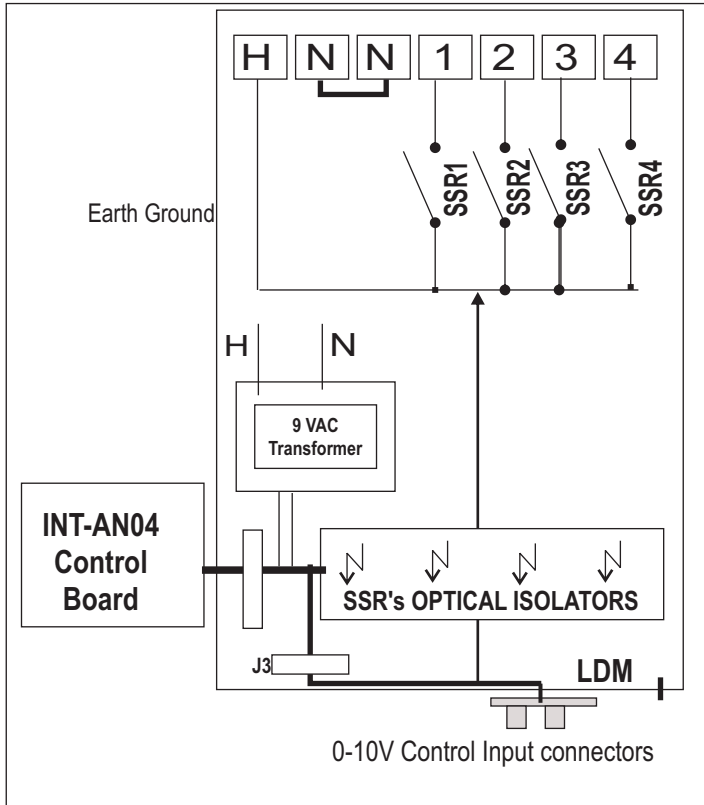 H N N 1 2 3 4
SSR1
SSR2
SSR3
SSR4
Earth Ground
H N
9 VAC
Transformer
INT-AN04
Control
Board
SSR's OPTICAL ISOLATORS
J3
LDM
0-10V Control Input connectors